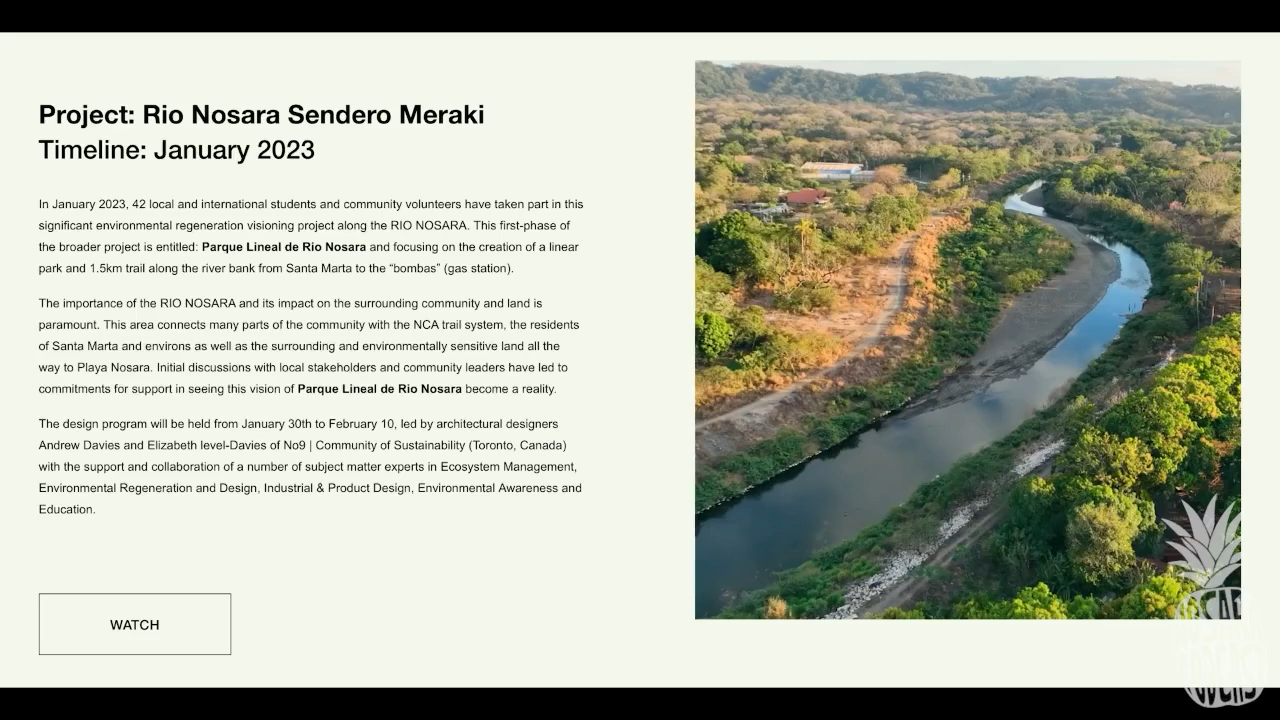 Project: Rio Nosara Sendero Meraki
Timeline: January 2023
In January 2023, 42 local and international students and community volunteers have taken part in this
significant environmental regeneration visioning project along the RIO NOSARA. This first-phase of
the broader project is entitled: Parque Lineal de Rio Nosara and focusing on the creation of a linear
park and 1.5km trail along the river bank from Santa Marta to the “bombas” (gas station).
The importance of the RIO NOSARA and its impact on the surrounding community and land is
paramount. This area connects many parts of the community with the NCA trail system, the residents
of Santa Marta and environs as well as the surrounding and environmentally sensitive land all the
way to Playa Nosara. Initial discussions with local stakeholders and community leaders have led to
commitments for support in seeing this vision of Parque Lineal de Rio Nosara become a reality.
The design program will be held from January 30th to February 10, led by architectural designers
Andrew Davies and Elizabeth level-Davies of No9 | Community of Sustainability (Toronto, Canada)
with the support and collaboration of a number of subject matter experts in Ecosystem Management,
Environmental Regeneration and Design, Industrial & Product Design, Environmental Awareness and
Education.
WATCH